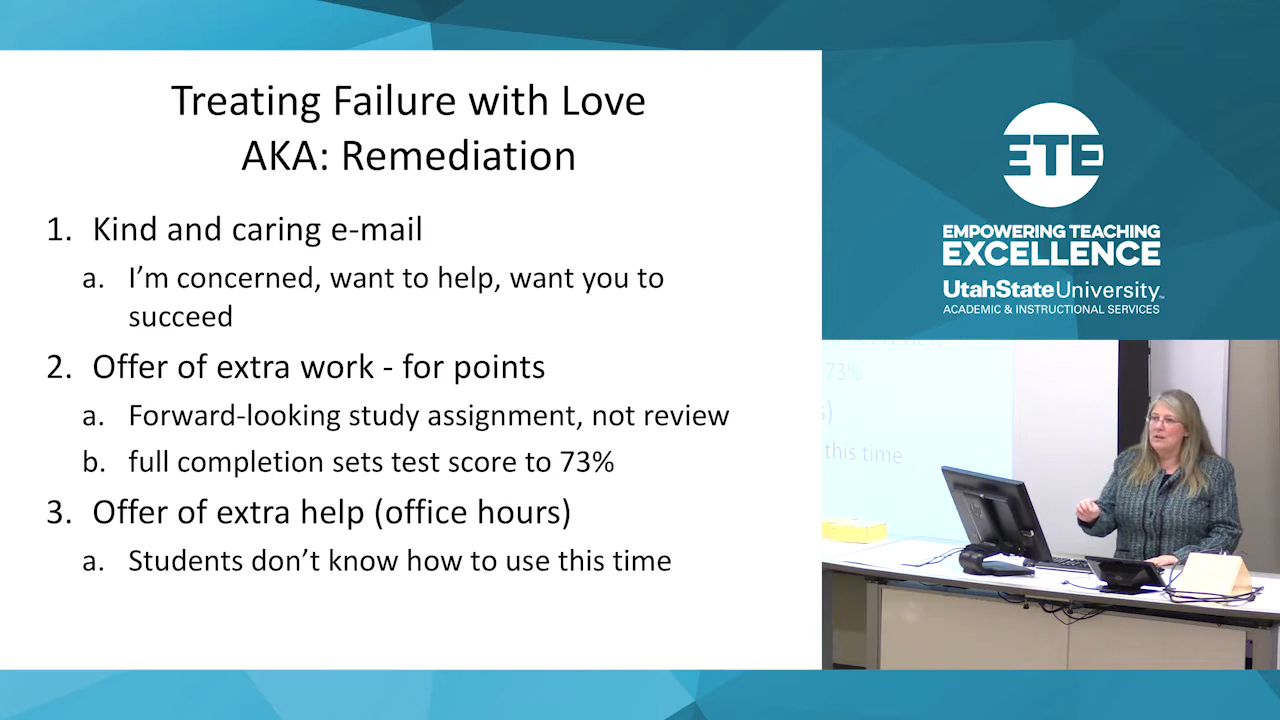 Treating Failure with Love
AKA: Remediation
1. Kind and caring e-mail
a. I’m concerned, want to help, want you to
succeed
2. Offer of extra work - for points
a. Forward-looking study assignment, not review
b. full completion sets test score to 73%
3. Offer of extra help (office hours)
a. Students don’t know how to use this time
ETE
EMPOWERING TEACHING
EXCELLENCE
UtahStateUniversity™
ACADEMIC & INSTRUCTIONAL SERVICES
73%
s)
this time